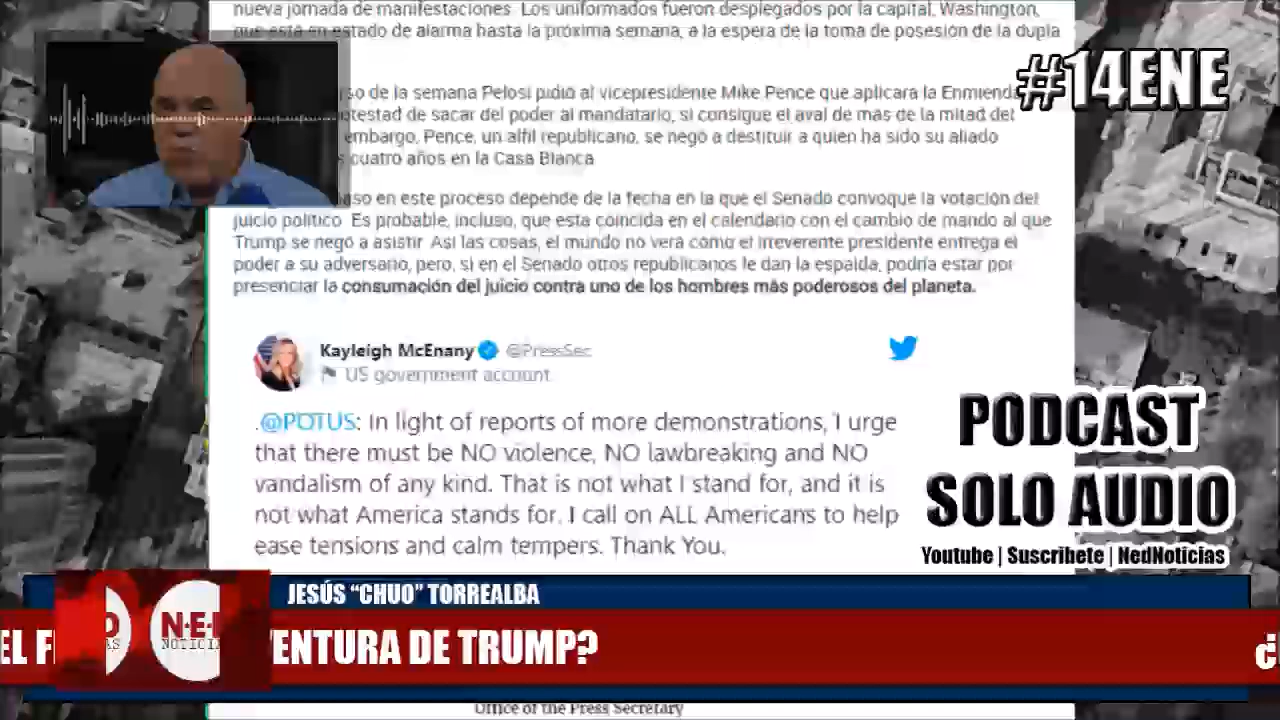 nueva jornada de manifestaciones. Los uniformados fueron desplegados por la capital, Washington,
que está en estado de alarma hasta la próxima semana, a la espera de la toma de posesión de la dupla
#14ENE
de la semana Pelosi pidió al vicepresidente Mike Pence que aplicara la Enmienda
potestad de sacar del poder al mandatario, si consigue el aval de más de la mitad del
embargo, Pence, un alfil republicano, se negó a destituir a quien ha sido su aliado
cuatro años en la Casa Blanca
en este proceso depende de la fecha en la que el Senado convoque la votación del
juicio político. Es probable, incluso, que esta coincida en el calendario con el cambio de mando al que
Trump se negó a asistir. Así las cosas, el mundo no verá cómo el irreverente presidente entrega el
poder a su adversario, pero, si en el Senado otros republicanos le dan la espalda, podría estar por
presenciar la consumación del juicio contra uno de los hombres más poderosos del planeta.
Kayleigh McEnany @PressSec
US government account
.@POTUS: In light of reports of more demonstrations, I urge
that there must be NO violence, NO lawbreaking and NO
vandalism of any kind. That is not what I stand for, and it is
not what America stands for. I call on ALL Americans to help
ease tensions and calm tempers. Thank You.
PODCAST
SOLO AUDIO
Youtube | Suscribete | NedNoticias
JESÚS “CHUO” TORREALBA
EL F
VENTURA DE TRUMP?
¿
N·E·
NOTICIA
Office of the Press Secretary